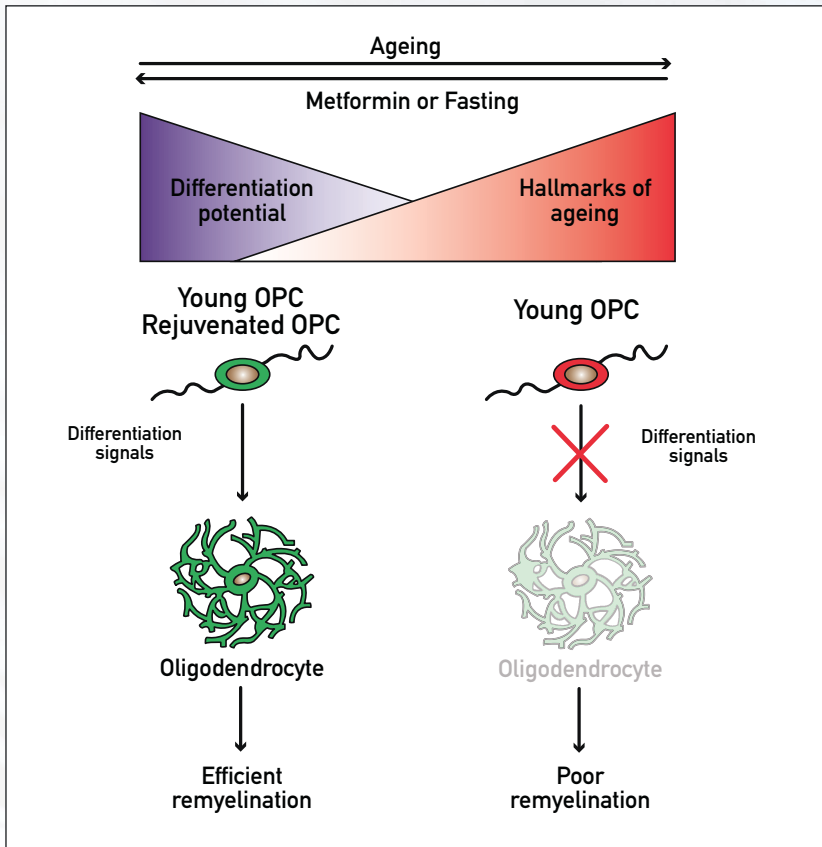 Ageing
Metformin or Fasting
Differentiation
potential
Hallmarks of
ageing
Young OPC
Rejuvenated OPC
Young OPC
Differentiation
signals
Differentiation
signals
Oligodendrocyte
Oligodendrocyte
Efficient
remyelination
Poor
remyelination